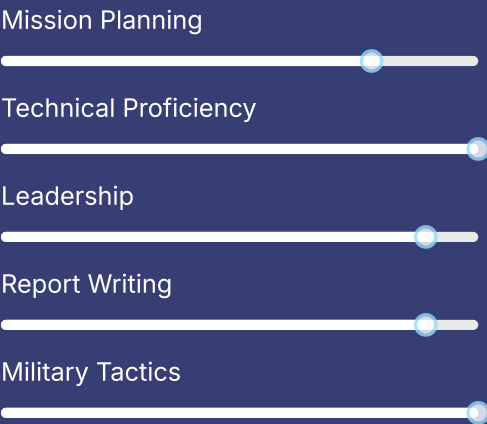 Mission Planning
Technical Proficiency
Leadership
Report Writing
Military Tactics